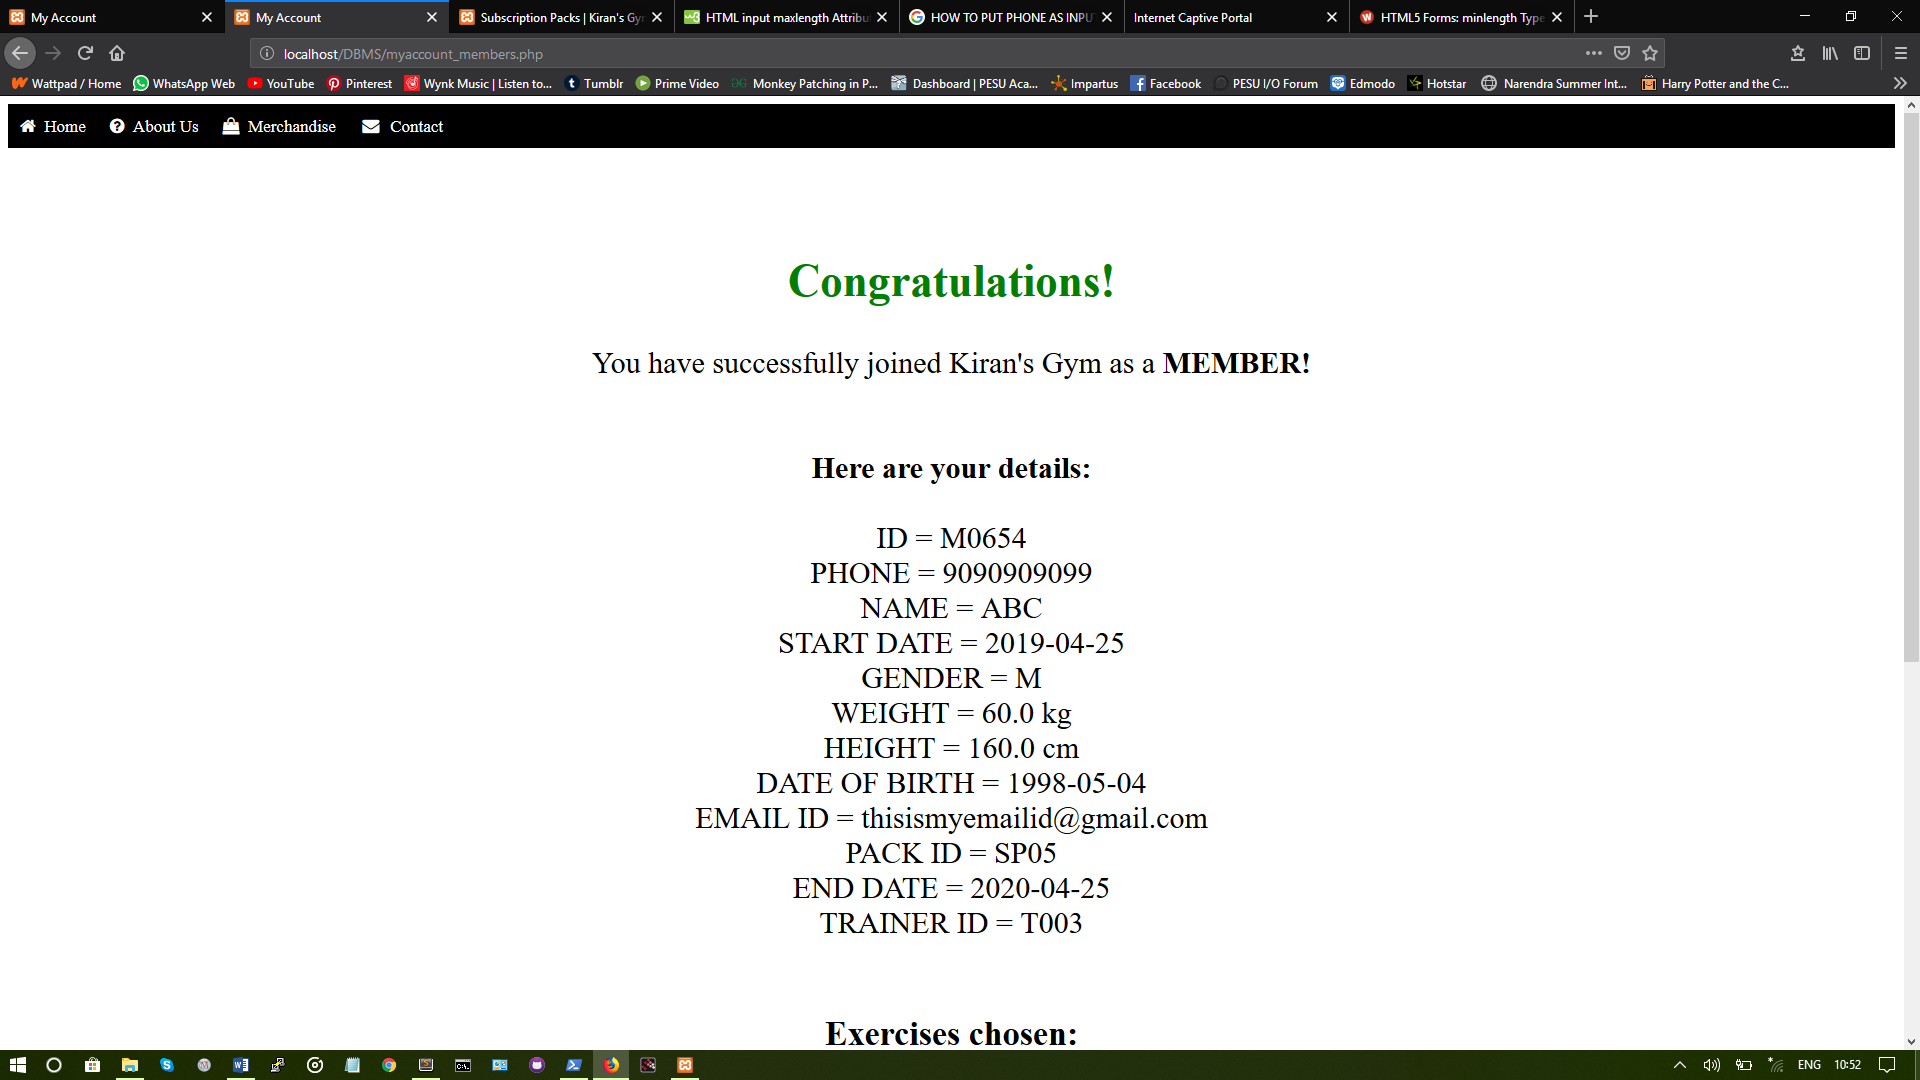 My Account
My Account
Subscription Packs | Kiran's Gy
HTML input maxlength Attribu
HOW TO PUT PHONE AS INPU
Internet Captive Portal
HTML5 Forms: minlength Type
localhost/DBMS/myaccount_members.php
Wattpad / Home
WhatsApp Web
YouTube
Pinterest
Wynk Music | Listen to...
Tumblr
Prime Video
Monkey Patching in P...
Dashboard | PESU Aca...
Impartus
Facebook
PESU I/O Forum
Edmodo
Hotstar
Narendra Summer Int...
Harry Potter and the C...
Home
About Us
Merchandise
Contact
Congratulations!
You have successfully joined Kiran's Gym as a MEMBER!
Here are your details:
ID = M0654
PHONE = 9090909099
NAME = ABC
START DATE = 2019-04-25
GENDER = M
WEIGHT = 60.0 kg
HEIGHT = 160.0 cm
DATE OF BIRTH = 1998-05-04
EMAIL ID = thisismyemailid@gmail.com
PACK ID = SP05
END DATE = 2020-04-25
TRAINER ID = T003
Exercises chosen:
ENG
10:52